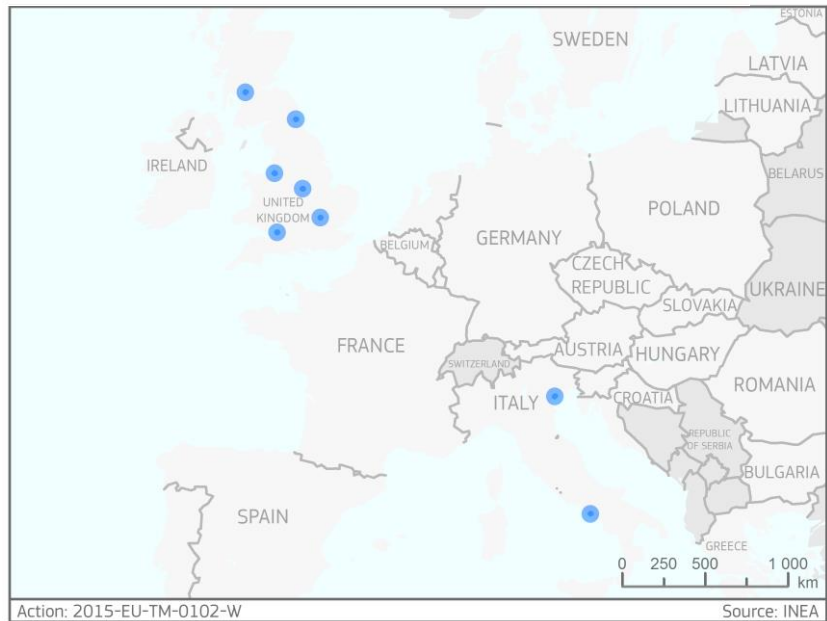 ESTONIA
SWEDEN
LATVIA
LITHUANIA
IRELAND
BELARUS
UNITED
KINGDOM
POLAND
BELGIUM
GERMANY
CZECH
REPUBLIC
UKRAINE
SLOVAKIA
FRANCE
AUSTRIA
HUNGARY
SWITZERLAND
ROMANIA
ITALY
CROATIA
REPUBLIC
OF SERBIA
BULGARIA
SPAIN
GREECE
0 250 500 1 000
km
Action: 2015-EU-TM-0102-W
Source: INEA